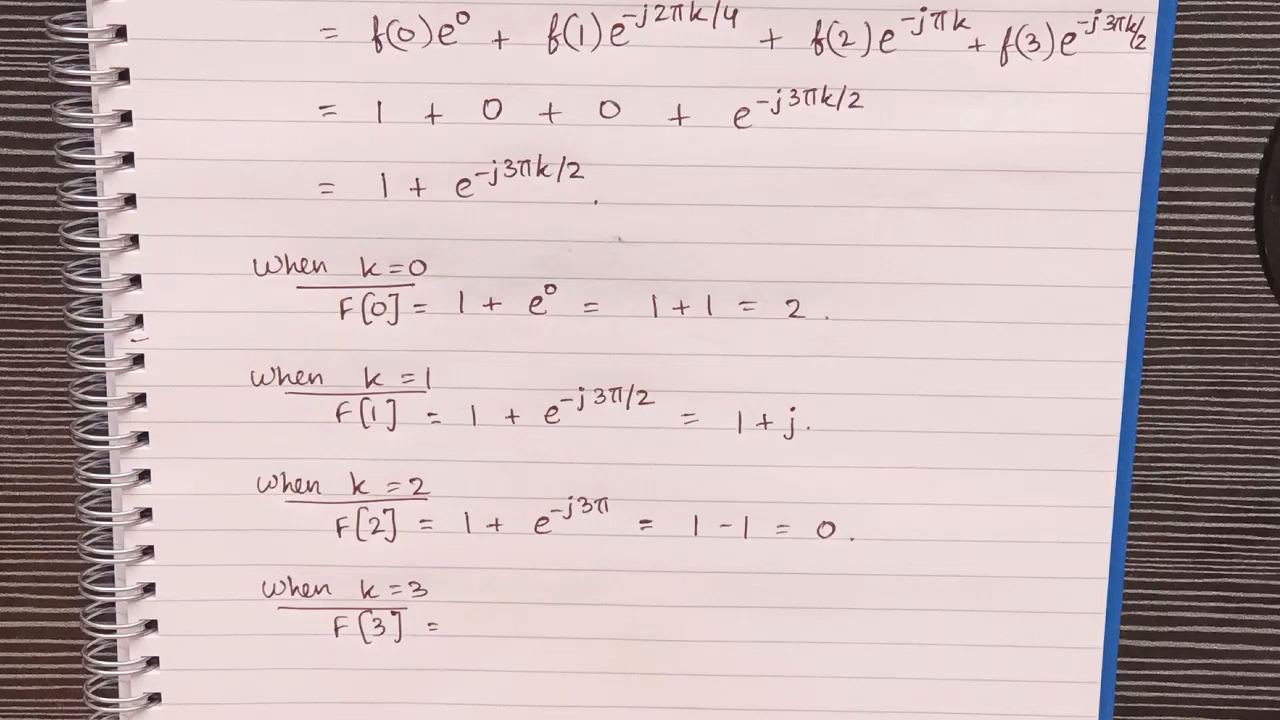 = f(0)e⁰ + f(1)e^{-j2πk/4} + f(2)e^{-jπk} + f(3)e^{-j3πk/2}
= 1 + 0 + 0 + e^{-j3πk/2}
= 1 + e^{-j3πk/2}.
When k=0
F[0] = 1 + e⁰ = 1 + 1 = 2.
When k=1
F[1] = 1 + e^{-j3π/2} = 1 + j.
When k=2
F[2] = 1 + e^{-j3π} = 1 - 1 = 0.
When k=3
F[3] =